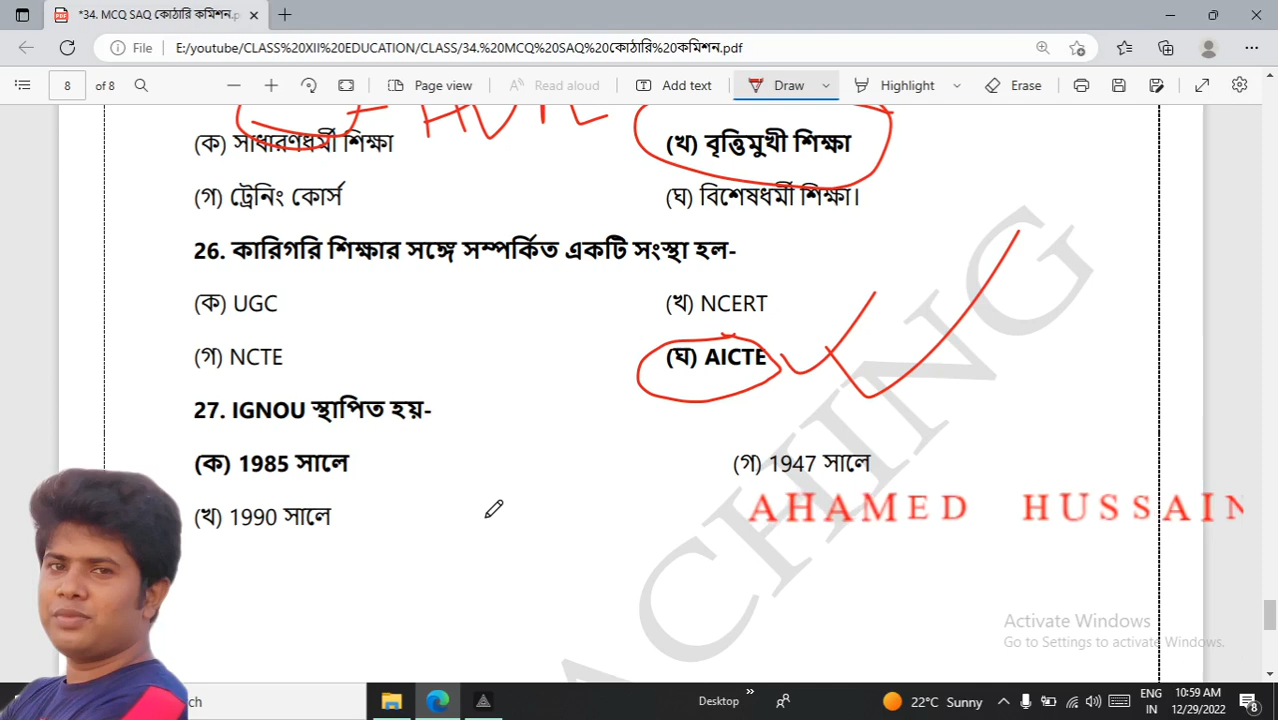 *34. MCQ SAQ কোঠারি কমিশন.p
File
E:/youtube/CLASS%20XII%20EDUCATION/CLASS/34.%20MCQ%20SAQ%20কোঠারি%20কমিশন.pdf
8 of 8
Page view
Read aloud
Add text
Draw
Highlight
Erase
(ক) সাধারণধর্মী শিক্ষা (খ) বৃত্তিমুখী শিক্ষা
(গ) ট্রেনিং কোর্স (ঘ) বিশেষধর্মী শিক্ষা।
26. কারিগরি শিক্ষার সঙ্গে সম্পর্কিত একটি সংস্থা হল-
(ক) UGC (খ) NCERT
(গ) NCTE (ঘ) AICTE
27. IGNOU স্থাপিত হয়-
(ক) 1985 সালে (গ) 1947 সালে
(খ) 1990 সালে
AHAMED HUSSAIN
CHING
Activate Windows
Go to Settings to activate Windows.
rch
Desktop
22°C Sunny
ENG
IN
10:59 AM
12/29/2022
8